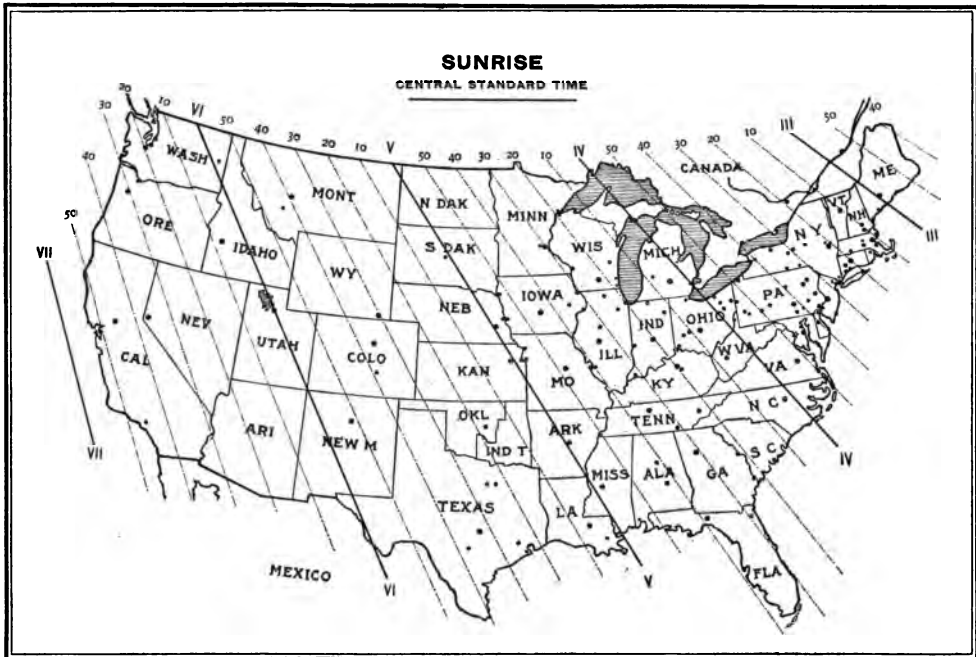 SUNRISE
CENTRAL STANDARD TIME
40
30
20
10
VI
50
40
30
20
10
V
50
40
30
20
10
IV
50
40
30
20
10
III
50
40
50
VII
VII
WASH
ORE
IDAHO
MONT
N DAK
S DAK
MINN
WIS
MICH
CANADA
ME
VT
NH
N Y
III
WY
NEB
IOWA
CAL
NEV
UTAH
COLO
KAN
MO
ILL
IND
OHIO
PA
W VA
VA
KY
ARI
NEW M
OKL
IND T
ARK
TENN
N C
S C
IV
MISS
ALA
GA
TEXAS
LA
FLA
MEXICO
VI
V